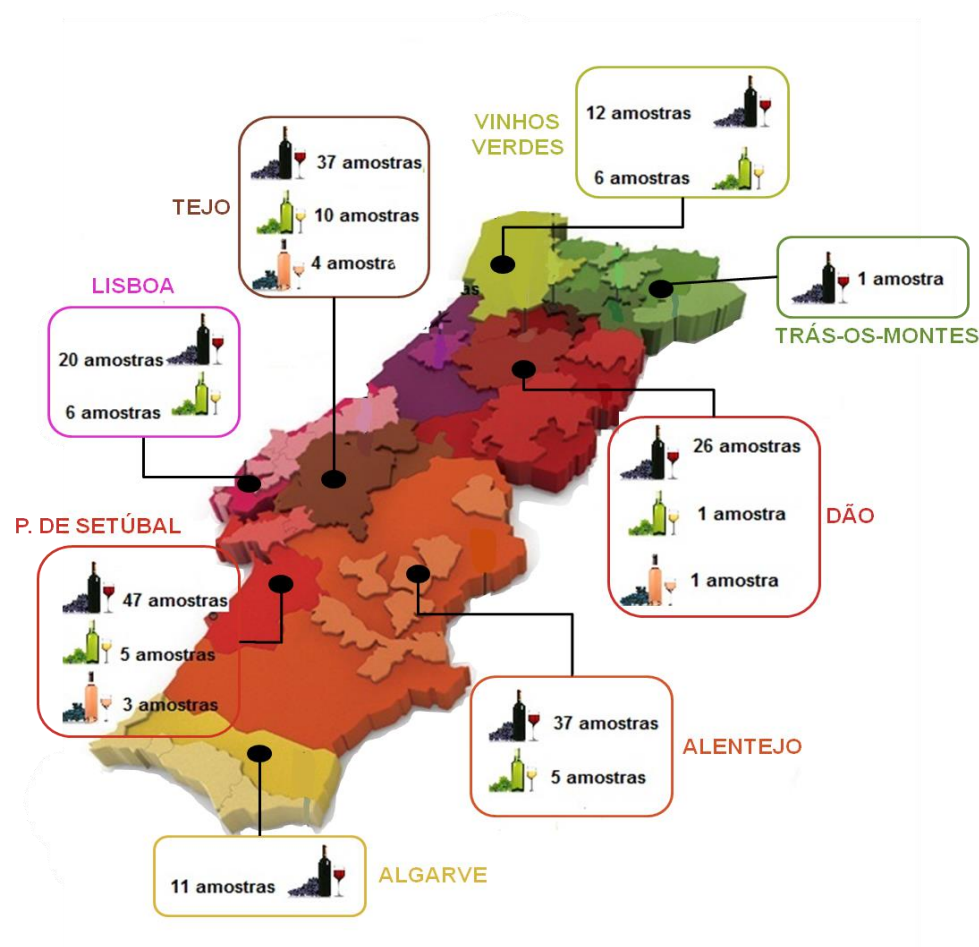 VINHOS
VERDES
12 amostras
6 amostras
TEJO
37 amostras
10 amostras
4 amostra
LISBOA
20 amostras
6 amostras
1 amostra
TRÁS-OS-MONTES
as
26 amostras
1 amostra
1 amostra
DÃO
P. DE SETÚBAL
47 amostras
5 amostras
3 amostras
37 amostras
5 amostras
ALENTEJO
11 amostras
ALGARVE